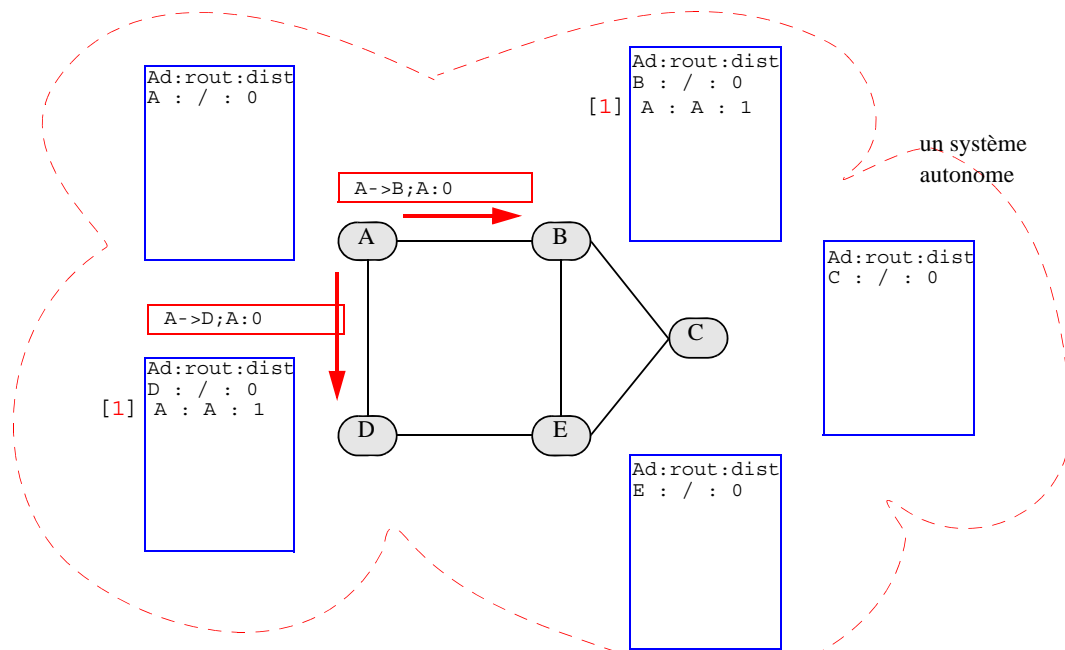 Ad:rout:dist
A : / : 0
Ad:rout:dist
B : / : 0
[1] A : A : 1
un système
autonome
A->B;A:0
A
B
Ad:rout:dist
C : / : 0
A->D;A:0
C
Ad:rout:dist
D : / : 0
[1] A : A : 1
D
E
Ad:rout:dist
E : / : 0